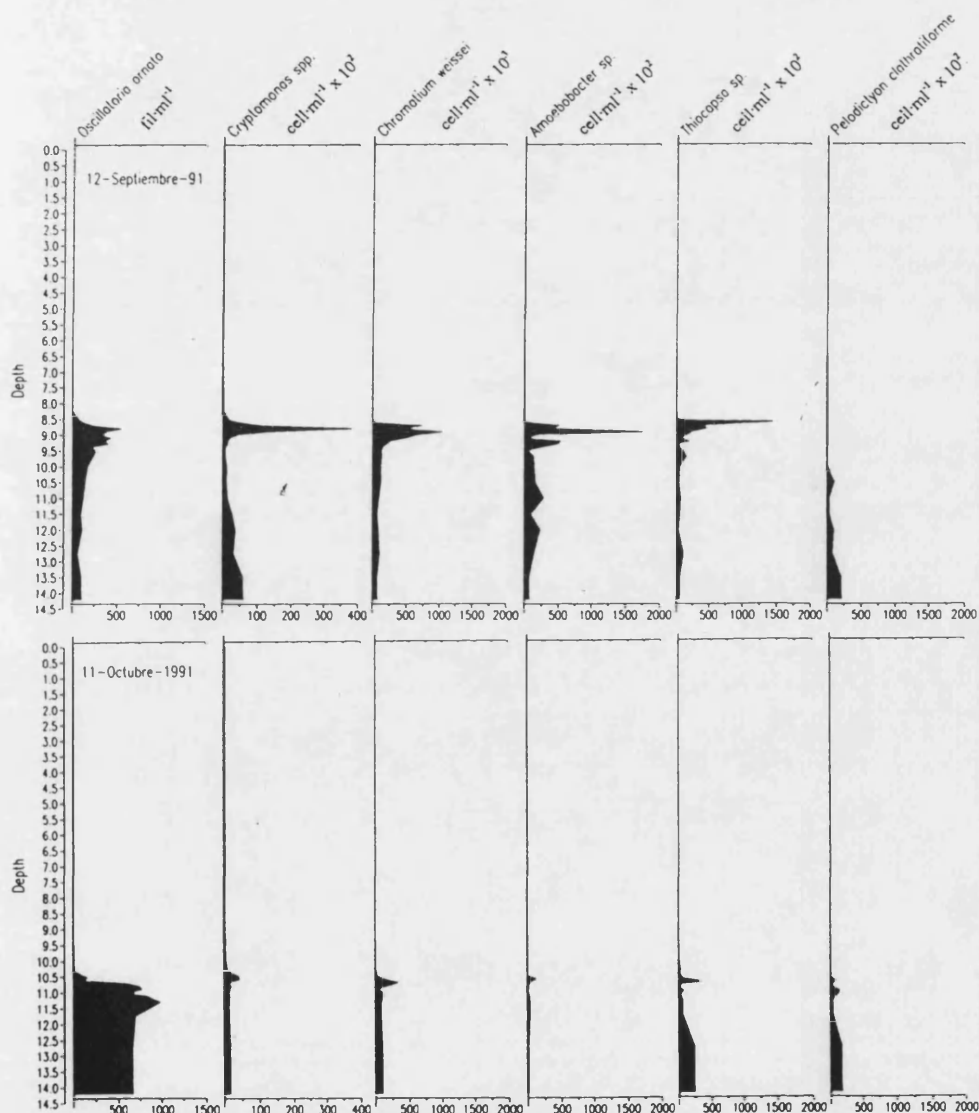 Oscillatoria ornata
fil·ml⁻¹
Cryptomonas spp.
cell·ml⁻¹ x 10²
Chromatium weissei
cell·ml⁻¹ x 10³
Amoebobacter sp.
cell·ml⁻¹ x 10²
Thiocapsa sp.
cell·ml⁻¹ x 10²
Pelodictyon clathratiforme
cell·ml⁻¹ x 10²
12-Septiembre-91
Depth
0.0
0.5
1.0
1.5
2.0
2.5
3.0
3.5
4.0
4.5
5.0
5.5
6.0
6.5
7.0
7.5
8.0
8.5
9.0
9.5
10.0
10.5
11.0
11.5
12.0
12.5
13.0
13.5
14.0
14.5
500 1000 1500
100 200 300 400
500 1000 1500 2000
500 1000 1500 2000
500 1000 1500 2000
500 1000 1500 2000
11-Octubre-1991
Depth
0.0
0.5
1.0
1.5
2.0
2.5
3.0
3.5
4.0
4.5
5.0
5.5
6.0
6.5
7.0
7.5
8.0
8.5
9.0
9.5
10.0
10.5
11.0
11.5
12.0
12.5
13.0
13.5
14.0
14.5
500 1000 1500
100 200 300 400
500 1000 1500 2000
500 1000 1500 2000
500 1000 1500 2000
500 1000 1500 2000